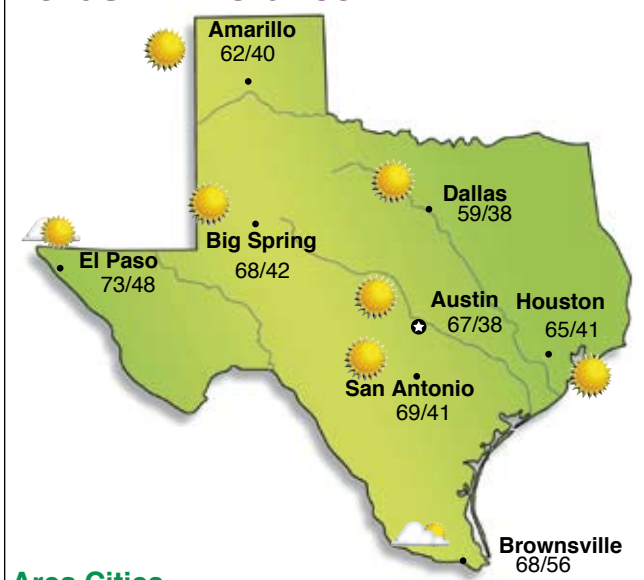 Amarillo
62/40
Dallas
59/38
Big Spring
68/42
El Paso
73/48
Austin
67/38
Houston
65/41
San Antonio
69/41
Brownsville
68/56
Area Cities